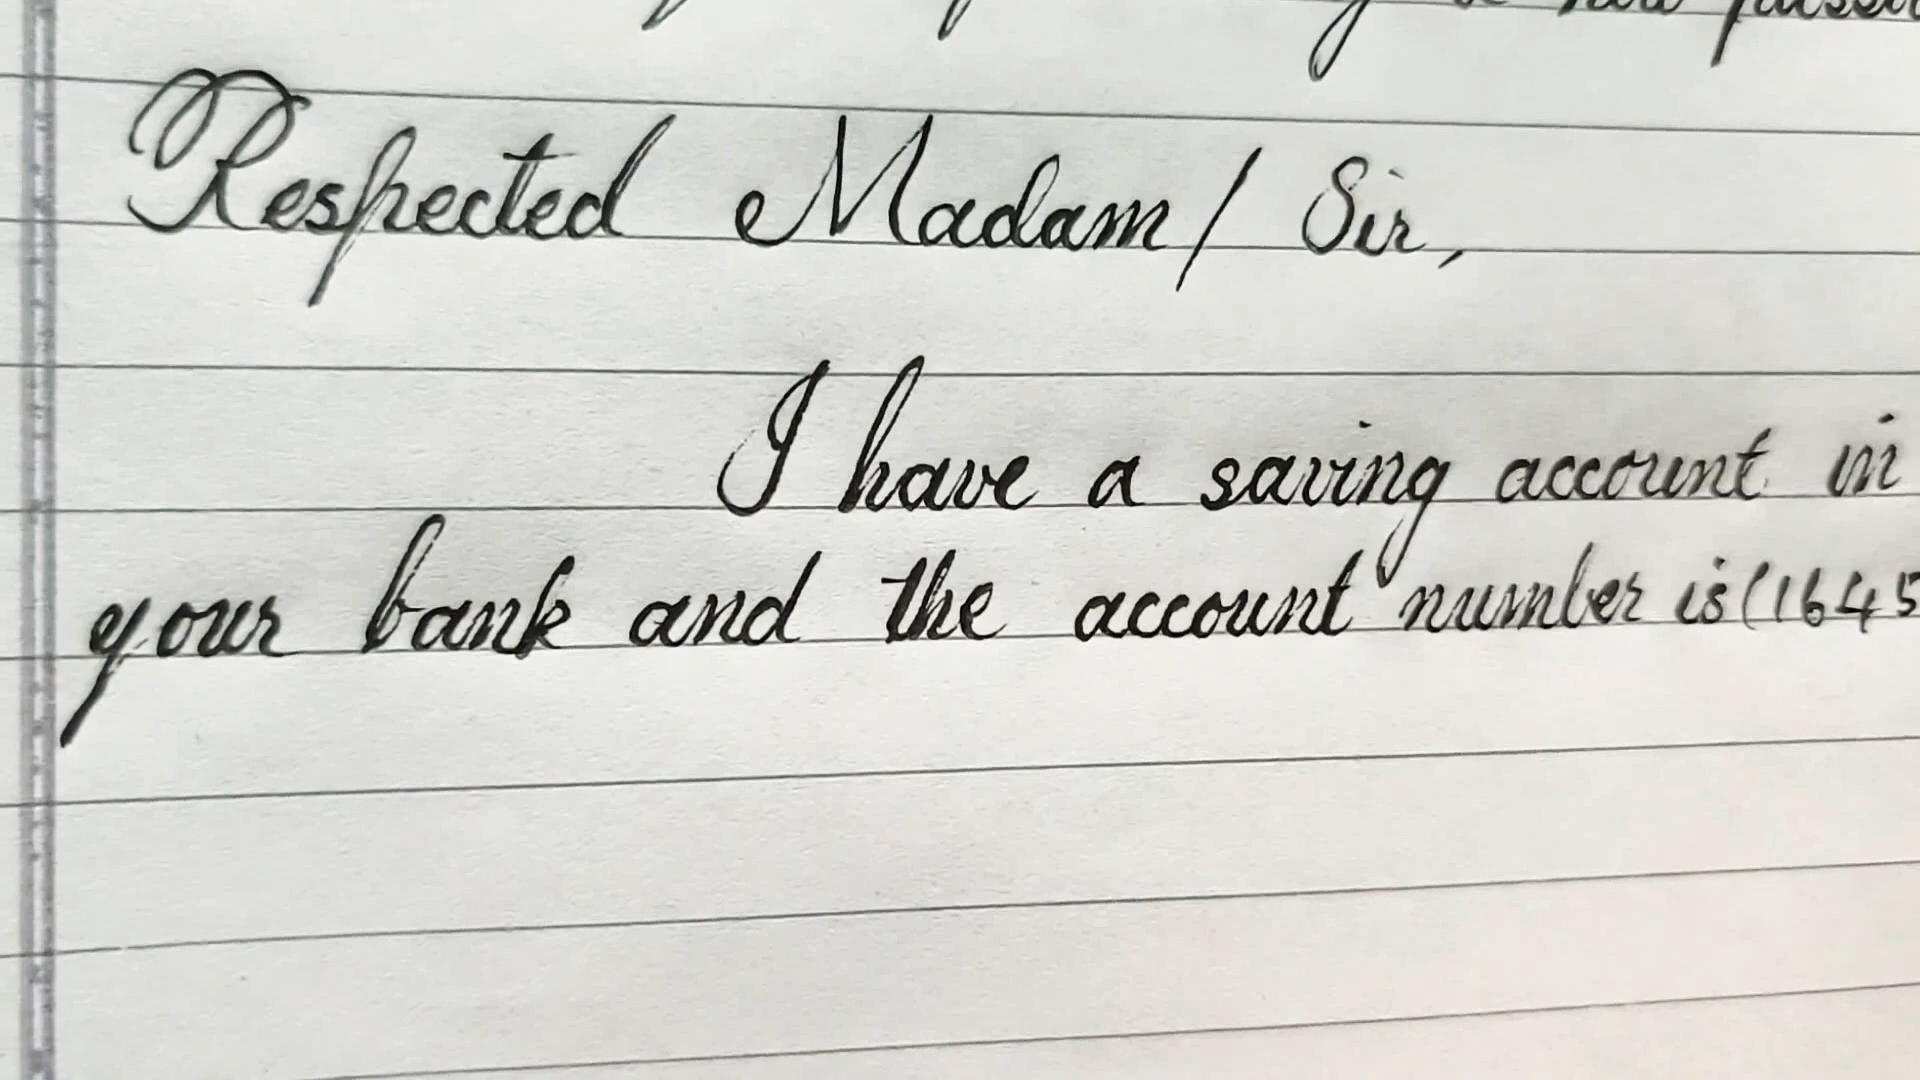 Respected Madam/ Sir,
I have a saving account in
your bank and the account number is (1645